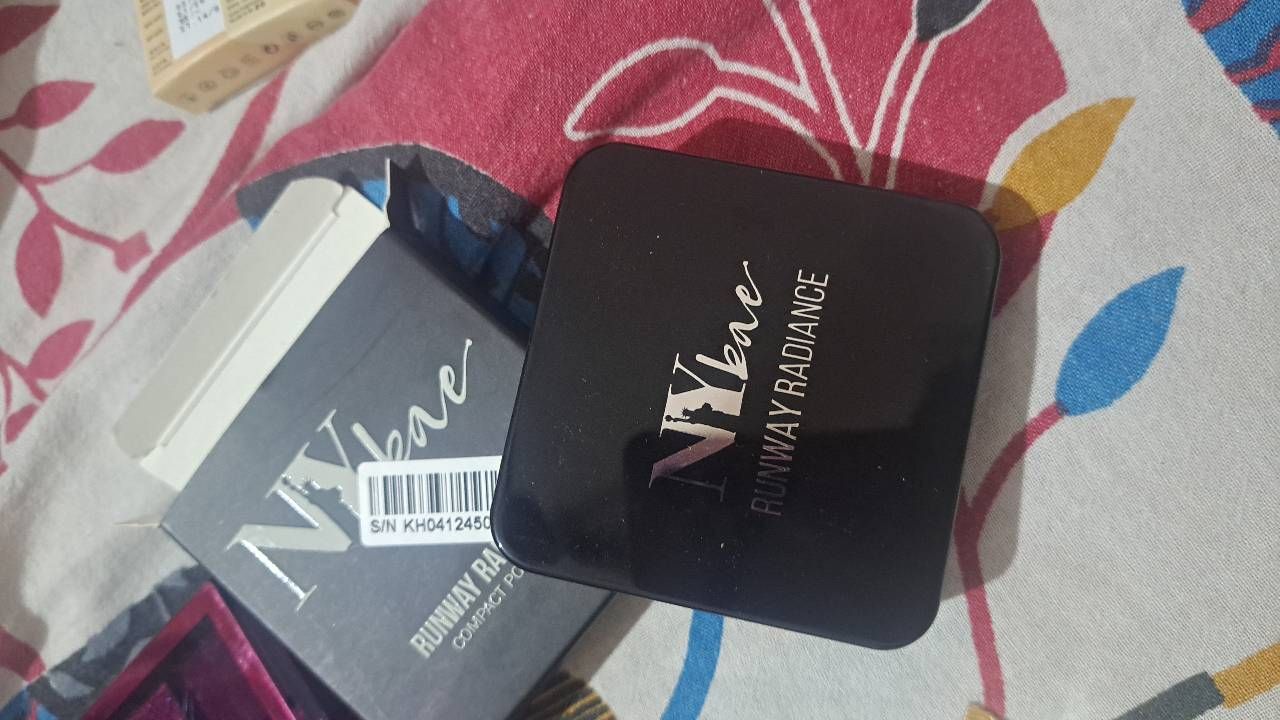 NYbae
RUNWAY RADIANCE
NYbae
S/N KH0412450
RUNWAY RA
COMPACT PO